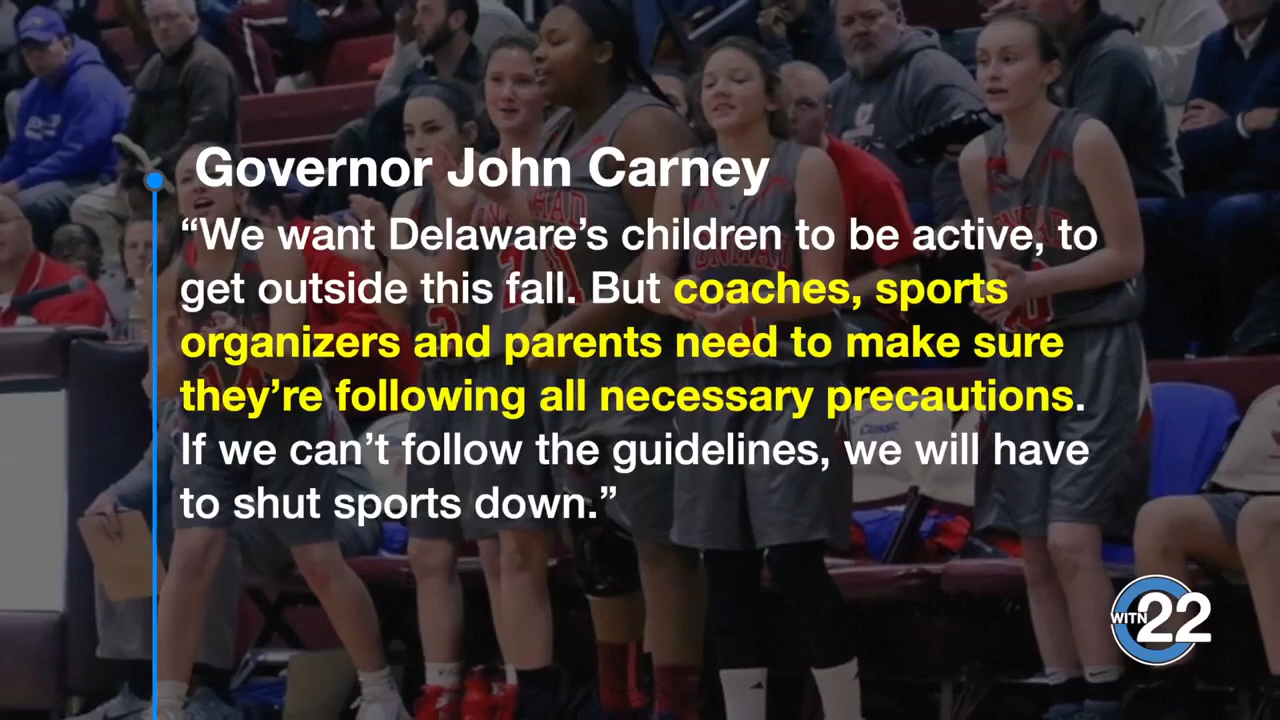 Governor John Carney
“We want Delaware’s children to be active, to
get outside this fall. But coaches, sports
organizers and parents need to make sure
they’re following all necessary precautions.
If we can’t follow the guidelines, we will have
to shut sports down.”
Classic
WITN22